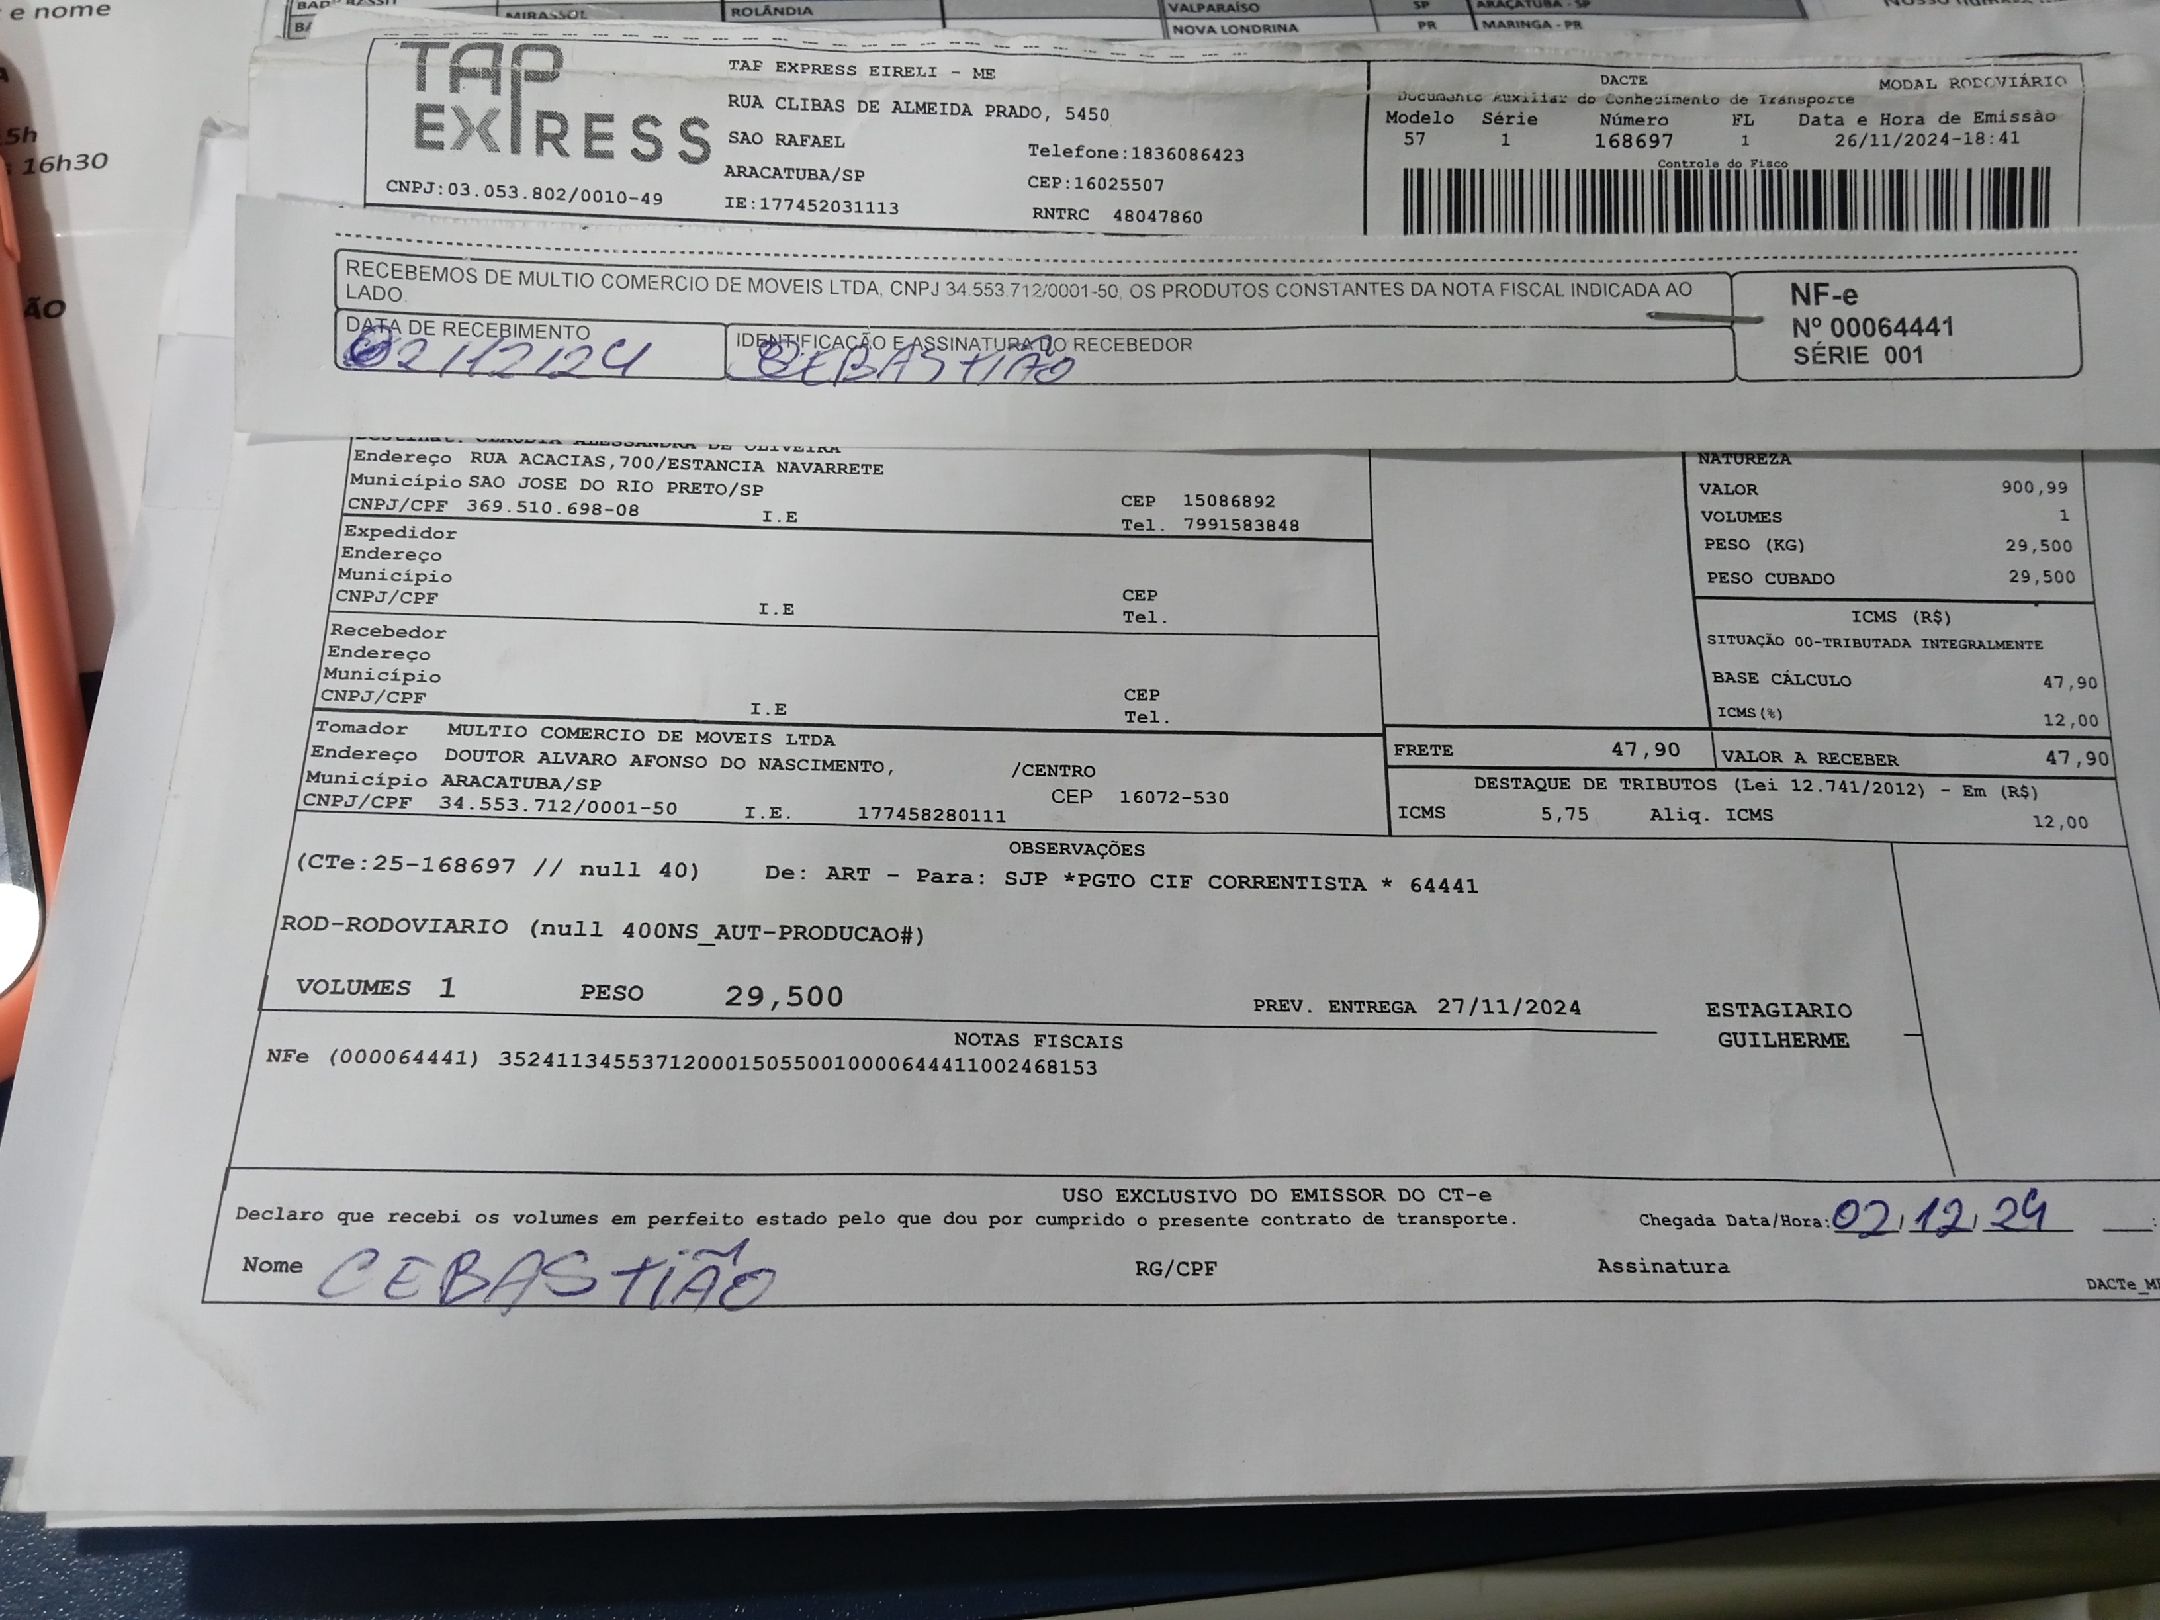 e nome
MIRASSOL
ROLÂNDIA
VALPARAÍSO
SP
ARAÇATUBA - SP
NOVA LONDRINA
PR
MARINGA - PR
5h
16h30
ÃO
TAP EXPRESS
CNPJ:03.053.802/0010-49
TAP EXPRESS EIRELI - ME
RUA CLIBAS DE ALMEIDA PRADO, 5450
SAO RAFAEL
Telefone:1836086423
ARACATUBA/SP
CEP:16025507
IE:177452031113
RNTRC 48047860
DACTE
MODAL RODOVIÁRIO
Documento Auxiliar do Conhecimento de Transporte
Modelo Série Número FL Data e Hora de Emissão
57 1 168697 1 26/11/2024-18:41
Controle do Fisco
RECEBEMOS DE MULTIO COMERCIO DE MOVEIS LTDA, CNPJ 34.553.712/0001-50, OS PRODUTOS CONSTANTES DA NOTA FISCAL INDICADA AO
LADO.
DATA DE RECEBIMENTO
02/12/24
IDENTIFICAÇÃO E ASSINATURA DO RECEBEDOR
CEBASTIÃO
NF-e
Nº 00064441
SÉRIE 001
Destinat. CLAUDIA ALESSANDRA DE OLIVEIRA
Endereço RUA ACACIAS,700/ESTANCIA NAVARRETE
Município SAO JOSE DO RIO PRETO/SP
CEP 15086892
CNPJ/CPF 369.510.698-08 I.E
Tel. 7991583848
Expedidor
Endereço
Município
CEP
CNPJ/CPF I.E
Tel.
Recebedor
Endereço
Município
CEP
CNPJ/CPF I.E
Tel.
Tomador MULTIO COMERCIO DE MOVEIS LTDA
Endereço DOUTOR ALVARO AFONSO DO NASCIMENTO, /CENTRO
Município ARACATUBA/SP
CEP 16072-530
CNPJ/CPF 34.553.712/0001-50 I.E. 177458280111
NATUREZA
VALOR 900,99
VOLUMES 1
PESO (KG) 29,500
PESO CUBADO 29,500
ICMS (R$)
SITUAÇÃO 00-TRIBUTADA INTEGRALMENTE
BASE CÁLCULO 47,90
ICMS(%) 12,00
FRETE 47,90 VALOR A RECEBER 47,90
DESTAQUE DE TRIBUTOS (Lei 12.741/2012) - Em (R$)
ICMS 5,75 Aliq. ICMS 12,00
OBSERVAÇÕES
(CTe:25-168697 // null 40) De: ART - Para: SJP *PGTO CIF CORRENTISTA * 64441
ROD-RODOVIARIO (null 400NS_AUT-PRODUCAO#)
VOLUMES 1 PESO 29,500
PREV. ENTREGA 27/11/2024
ESTAGIARIO
GUILHERME
NOTAS FISCAIS
NFe (000064441) 35241134553712000150550010000644411002468153
USO EXCLUSIVO DO EMISSOR DO CT-e
Declaro que recebi os volumes em perfeito estado pelo que dou por cumprido o presente contrato de transporte.
Chegada Data/Hora: 02/12/24
Nome CEBASTIÃO
RG/CPF
Assinatura